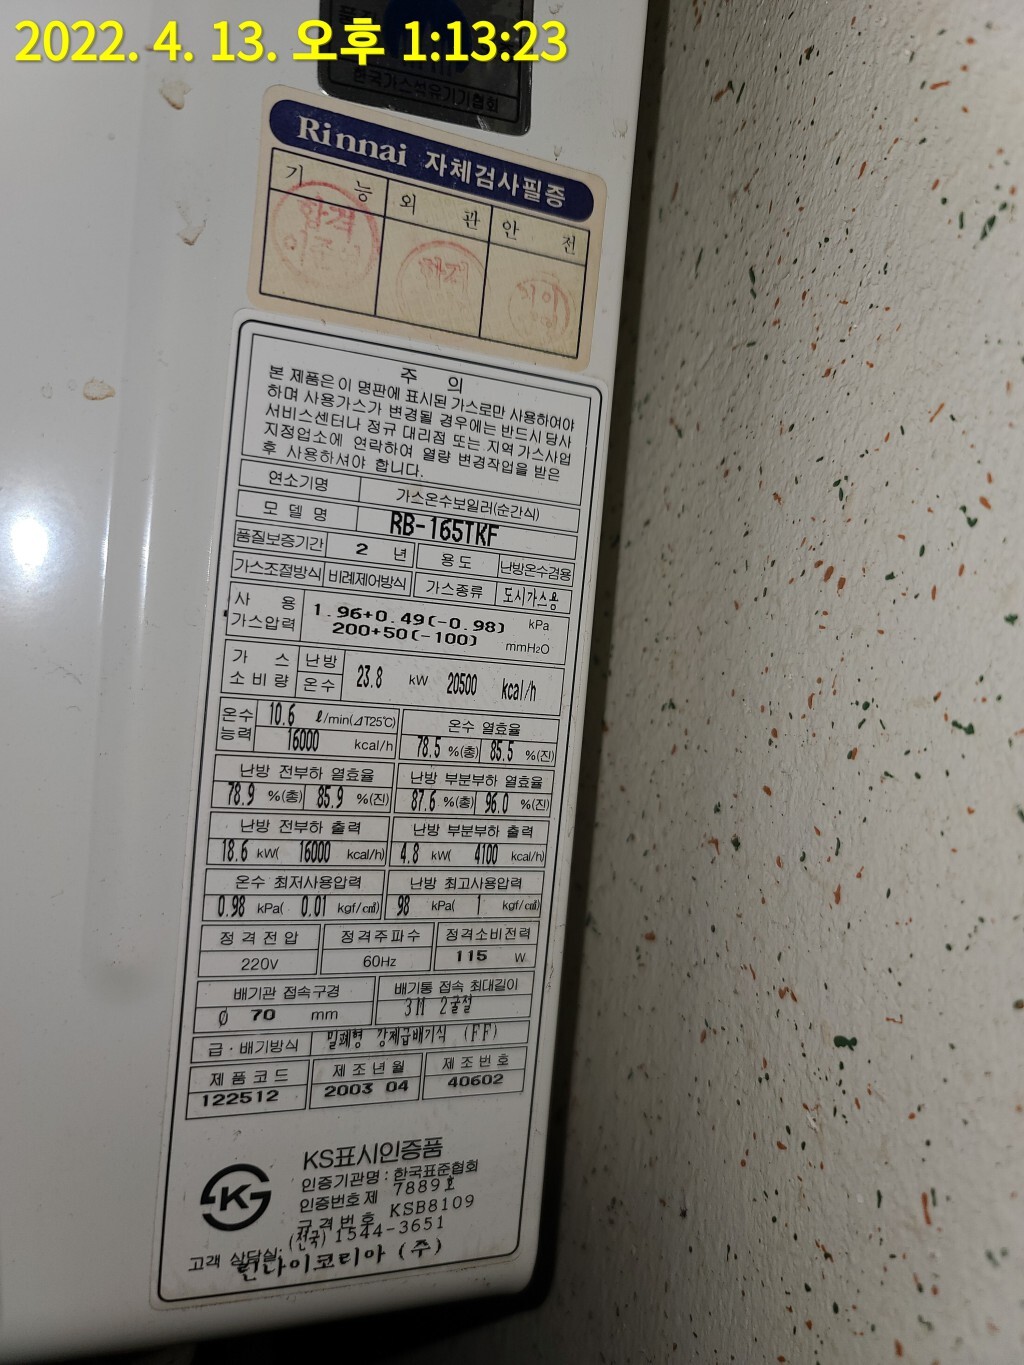 2022. 4. 13. 오후 1:13:23
한국가스석유기기협회
Rinnai 자체검사필증
기 능 외 관 안 전
합격
주 의
본 제품은 이 명판에 표시된 가스로만 사용하여야
하며 사용가스가 변경될 경우에는 반드시 당사
서비스센터나 정규 대리점 또는 지역 가스사업
지정업소에 연락하여 열량 변경작업을 받은
후 사용하셔야 합니다.
연소기명 가스온수보일러(순간식)
모 델 명 RB-165TKF
품질보증기간 2 년 용 도 난방온수겸용
가스조절방식 비례제어방식 가스종류 도시가스용
사 용 가스압력 1.96+0.49(-0.98) kPa
200+50(-100) mmH₂O
가 스 소 비 량 난방 온수 23.8 kW 20500 kcal/h
온수 능력 10.6 ℓ/min(⊿T25℃) 온수 열효율
16000 kcal/h 78.5 %(총) 85.5 %(진)
난방 전부하 열효율 난방 부분부하 열효율
78.9 %(총) 85.9 %(진) 87.6 %(총) 96.0 %(진)
난방 전부하 출력 난방 부분부하 출력
18.6 kW( 16000 kcal/h) 4.8 kW( 4100 kcal/h)
온수 최저사용압력 난방 최고사용압력
0.98 kPa( 0.01 kgf/㎠) 98 kPa( 1 kgf/㎠)
정 격 전 압 정격주파수 정격소비전력
220V 60Hz 115 W
배기관 접속구경 배기통 접속 최대길이
Ø 70 mm 3M 2굴절
급 · 배기방식 밀폐형 강제급배기식 (FF)
제 품 코 드 제 조 년 월 제 조 번 호
122512 2003 04 40602
KS표시인증품
인증기관명 : 한국표준협회
인증번호 제 7889호
규 격 번 호 KSB8109
고객 상담실: (전국) 1544-3651
린나이코리아 (주)